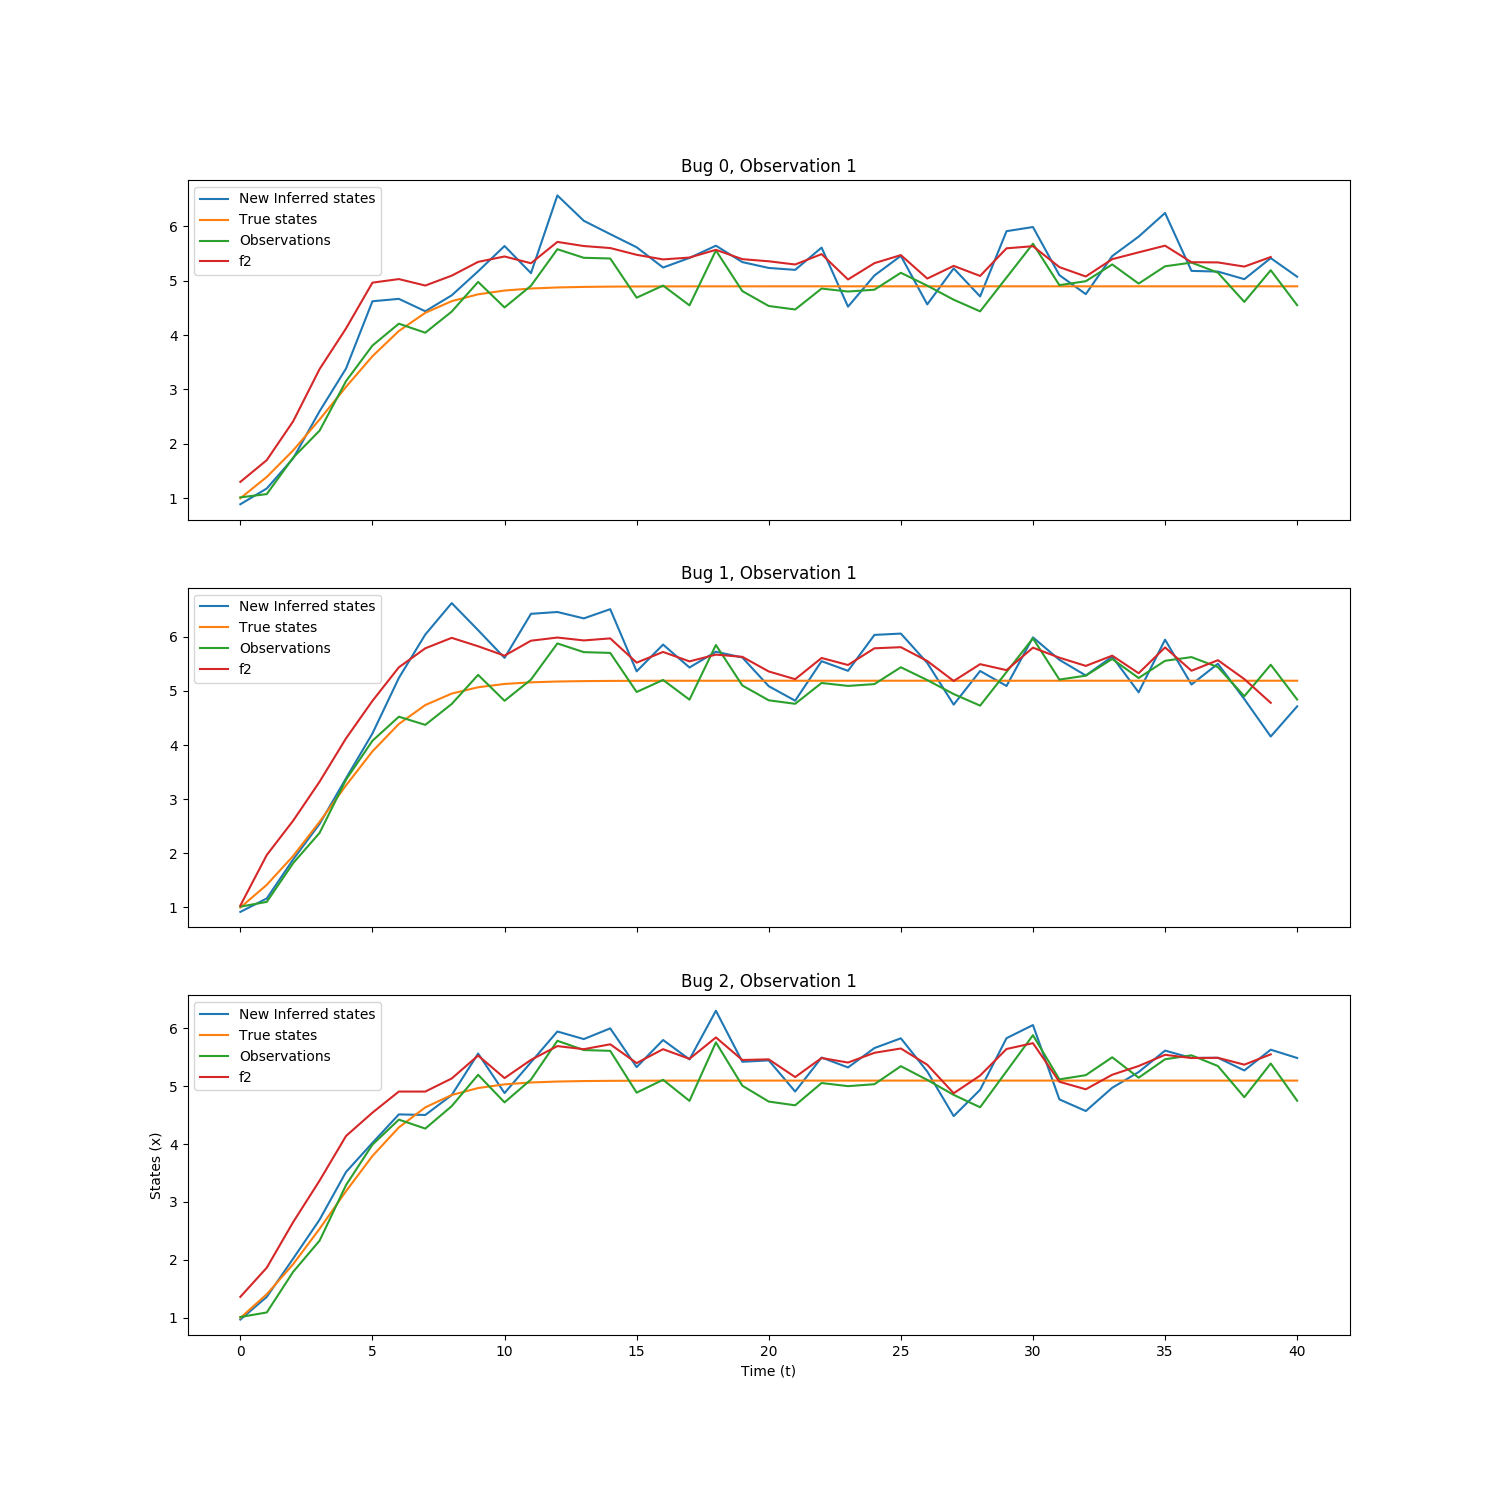 Bug 0, Observation 1
New Inferred states
True states
Observations
f2
6
5
4
3
2
1
Bug 1, Observation 1
New Inferred states
True states
Observations
f2
6
5
4
3
2
1
Bug 2, Observation 1
New Inferred states
True states
Observations
f2
6
5
4
3
2
1
States (x)
0 5 10 15 20 25 30 35 40
Time (t)